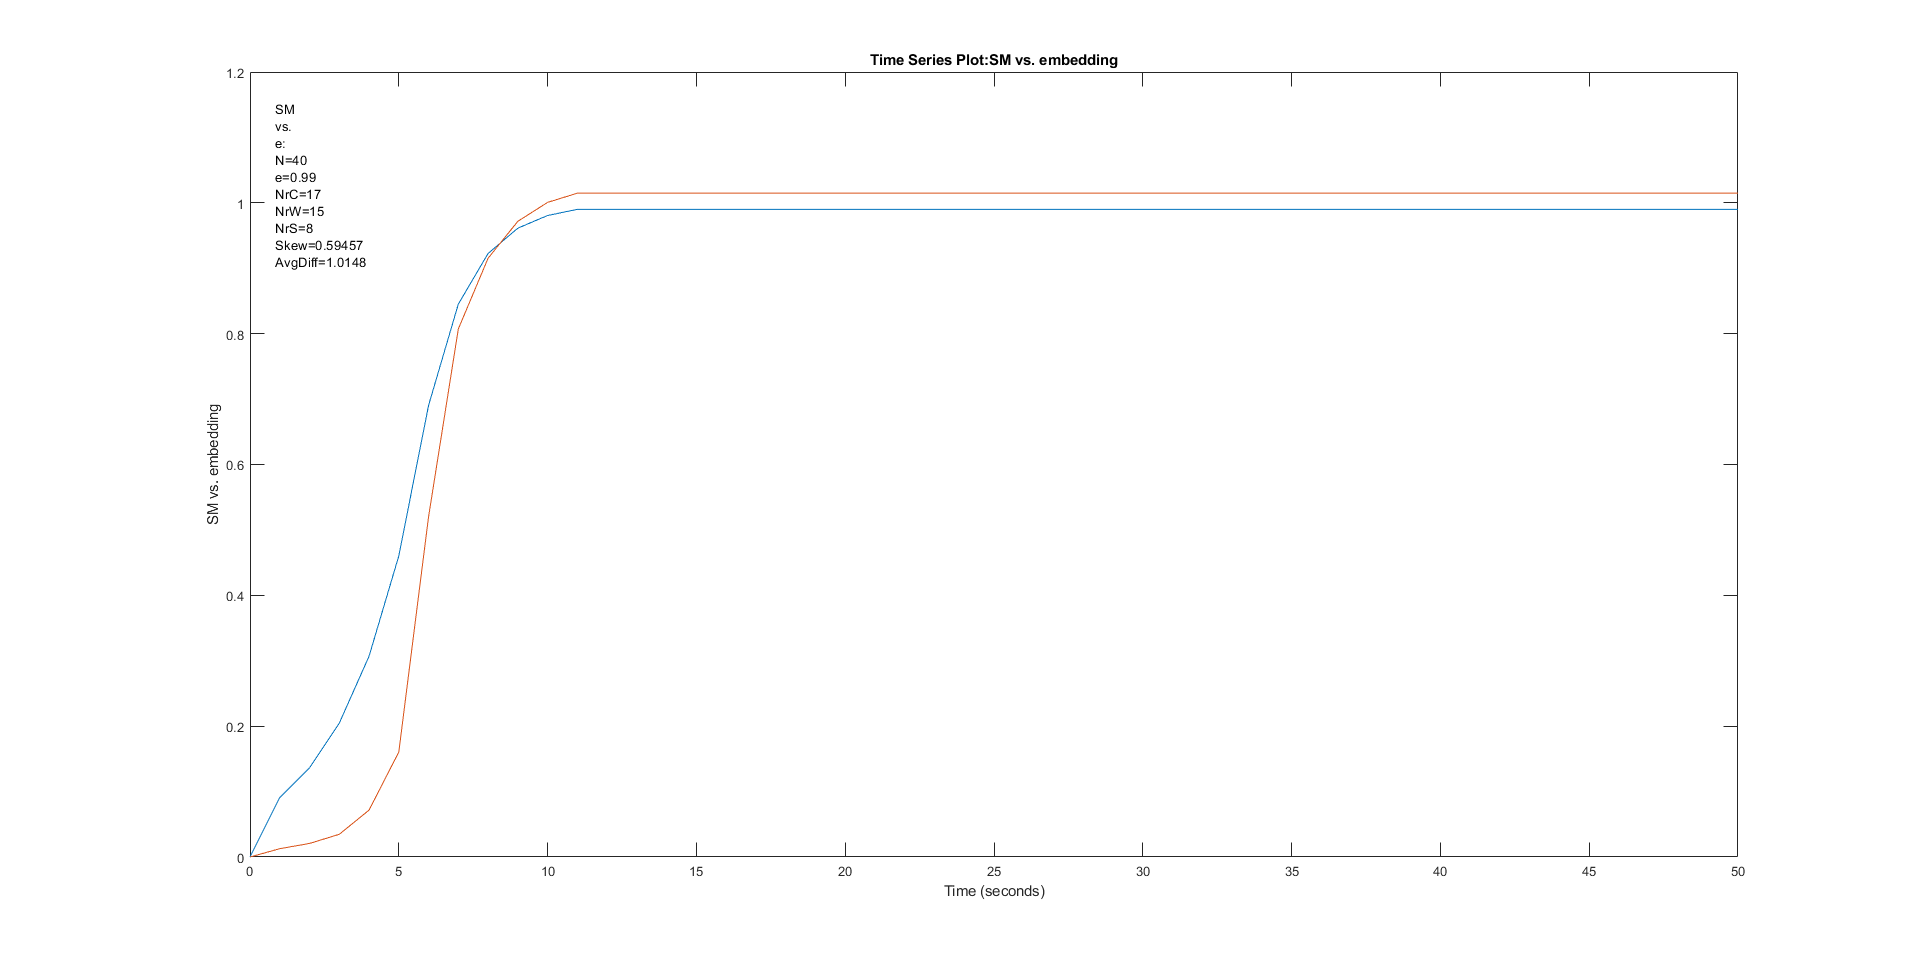 Time Series Plot:SM vs. embedding
1.2
1
0.8
0.6
0.4
0.2
0
SM vs. embedding
SM
vs.
e:
N=40
e=0.99
NrC=17
NrW=15
NrS=8
Skew=0.59457
AvgDiff=1.0148
0 5 10 15 20 25 30 35 40 45 50
Time (seconds)